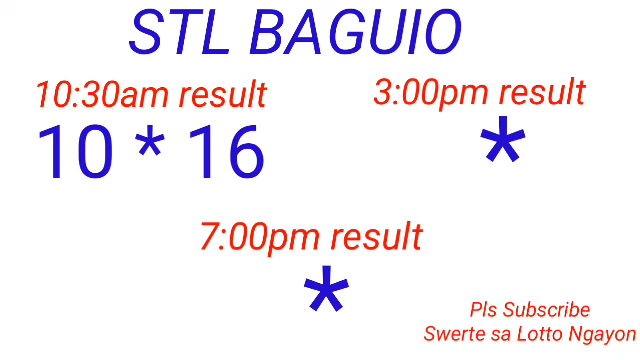 STL BAGUIO
10:30am result
10 * 16
3:00pm result
*
7:00pm result
*
Pls Subscribe
Swerte sa Lotto Ngayon